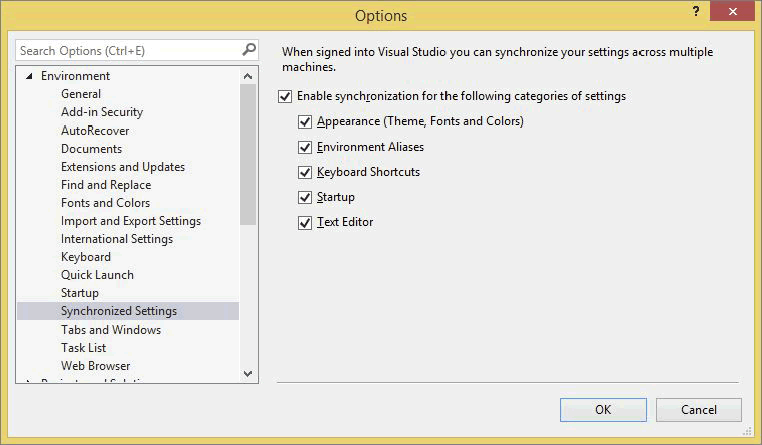 Options
?
Search Options (Ctrl+E)
Environment
General
Add-in Security
AutoRecover
Documents
Extensions and Updates
Find and Replace
Fonts and Colors
Import and Export Settings
International Settings
Keyboard
Quick Launch
Startup
Synchronized Settings
Tabs and Windows
Task List
Web Browser
When signed into Visual Studio you can synchronize your settings across multiple
machines.
Enable synchronization for the following categories of settings
Appearance (Theme, Fonts and Colors)
Environment Aliases
Keyboard Shortcuts
Startup
Text Editor
OK
Cancel